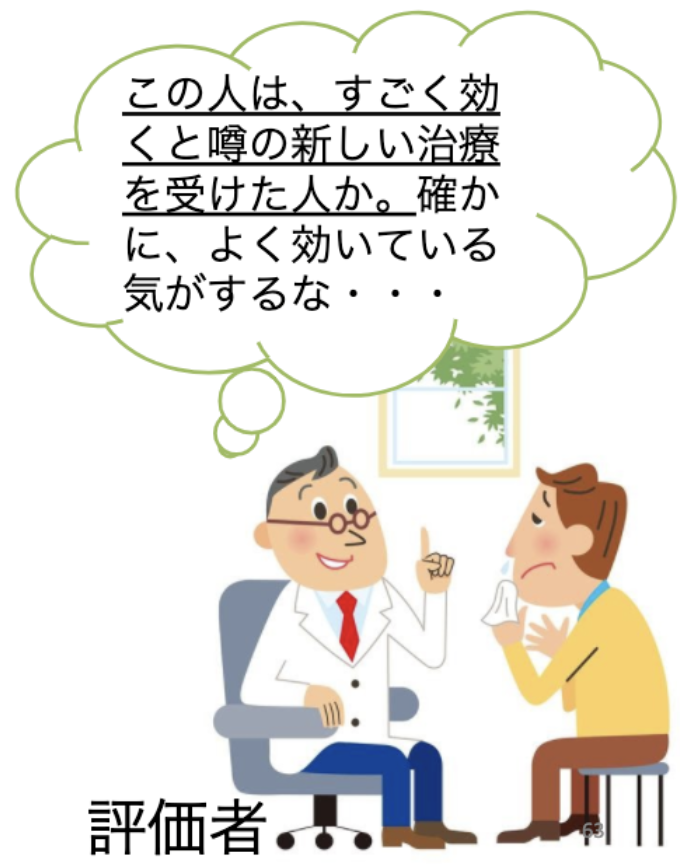 この人は、すごく効
くと噂の新しい治療
を受けた人か。確か
に、よく効いている
気がするな・・・
評価者
63